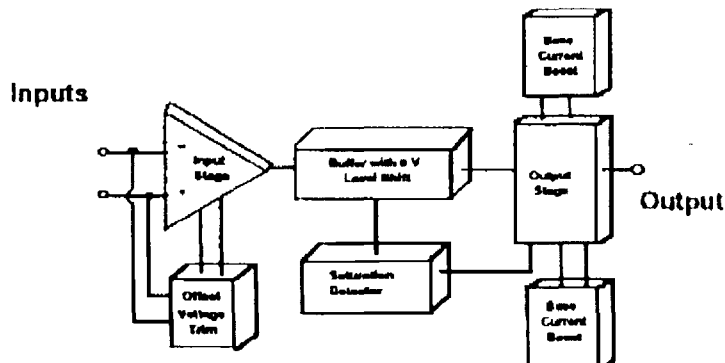 Inputs
Base
Current
Boost
Input
Stage
Buffer with 0 V
Level Shift
Output
Stage
Output
Saturation
Detector
Offset
Voltage
Trim
Base
Current
Boost